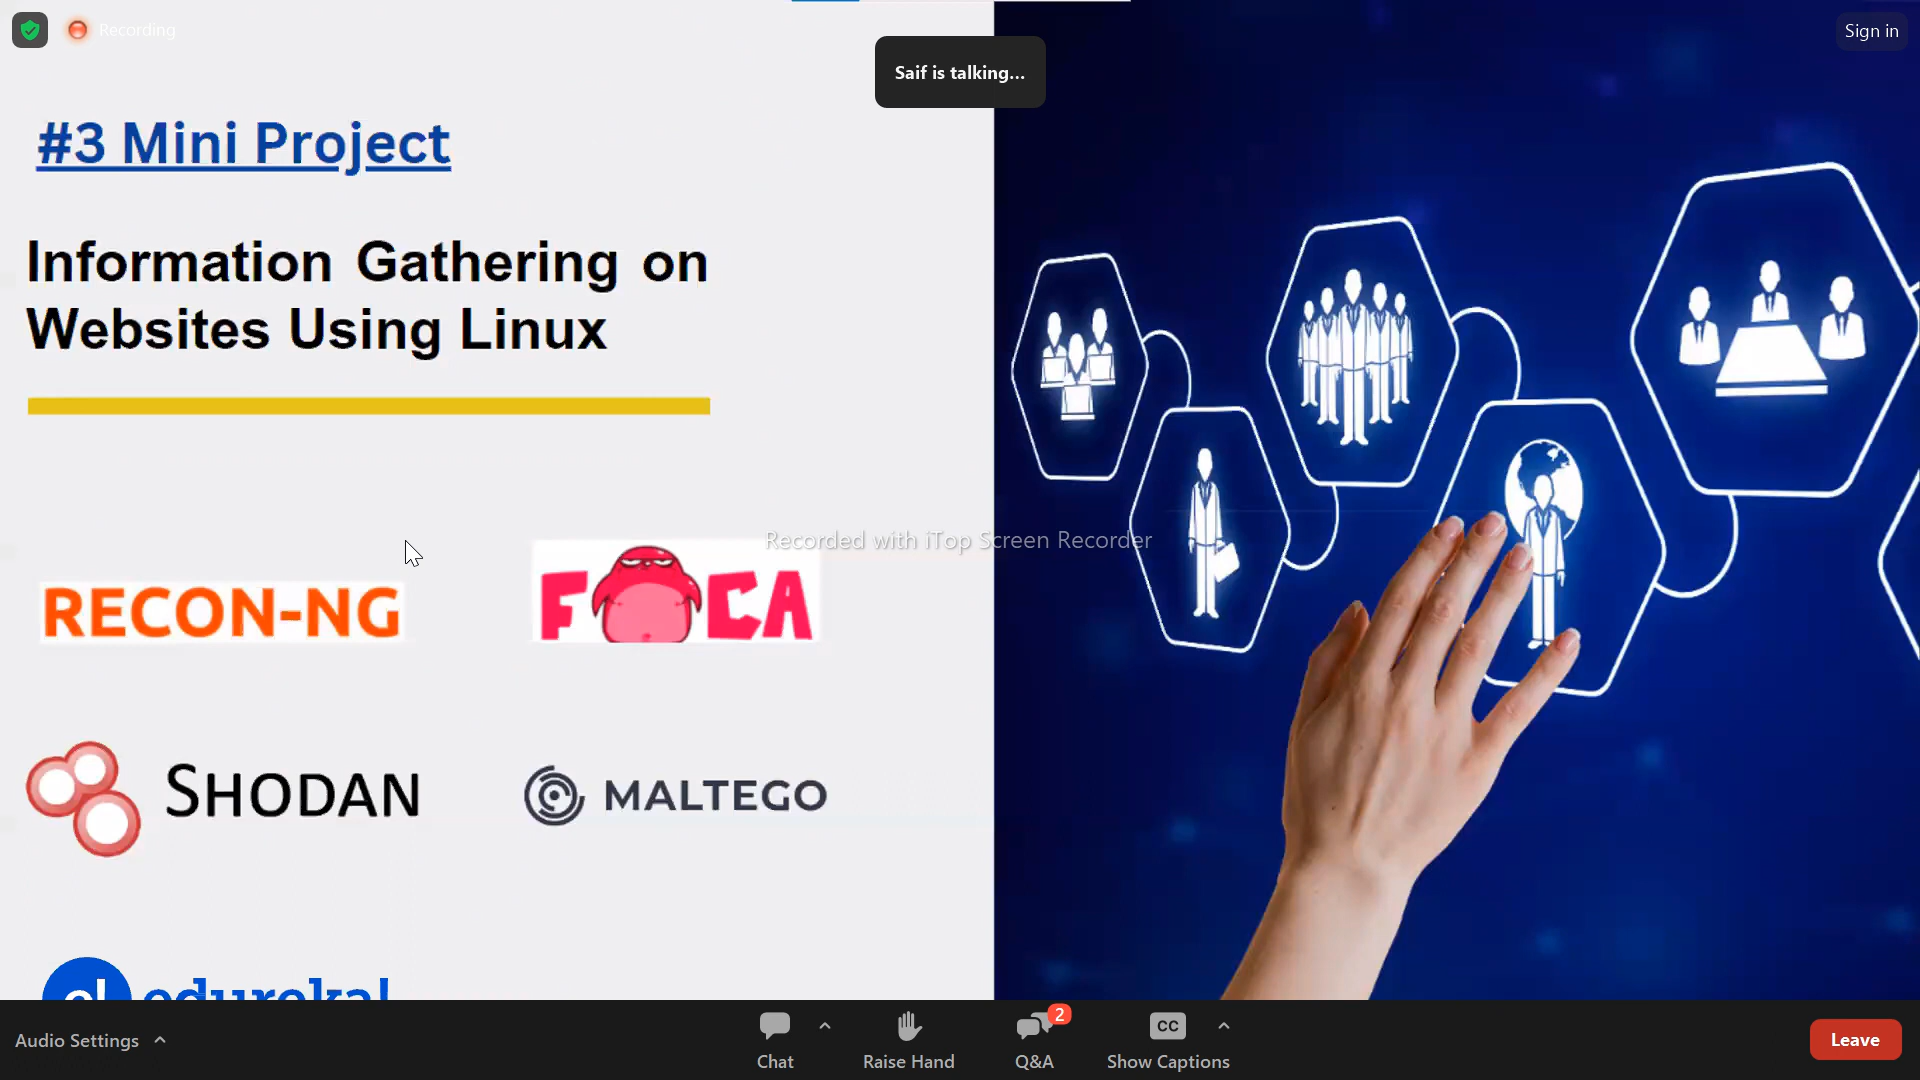 Recording
Sign in
Saif is talking...
#3 Mini Project
Information Gathering on
Websites Using Linux
Recorded with iTop Screen Recorder
RECON-NG
FOCA
SHODAN
MALTEGO
edureka!
Audio Settings
Chat
Raise Hand
2
Q&A
CC
Show Captions
Leave